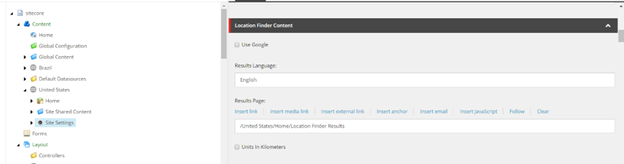 sitecore
Content
Home
Global Configuration
Global Content
Brazil
Default Datasources
United States
Home
Site Shared Content
Site Settings
Forms
Layout
Controllers
Location Finder Content
Use Google
Results Language:
English
Results Page:
Insert link Insert media link Insert external link Insert anchor Insert email Insert Javascript Follow Clear
/United States/Home/Location Finder Results
Units in Kilometers